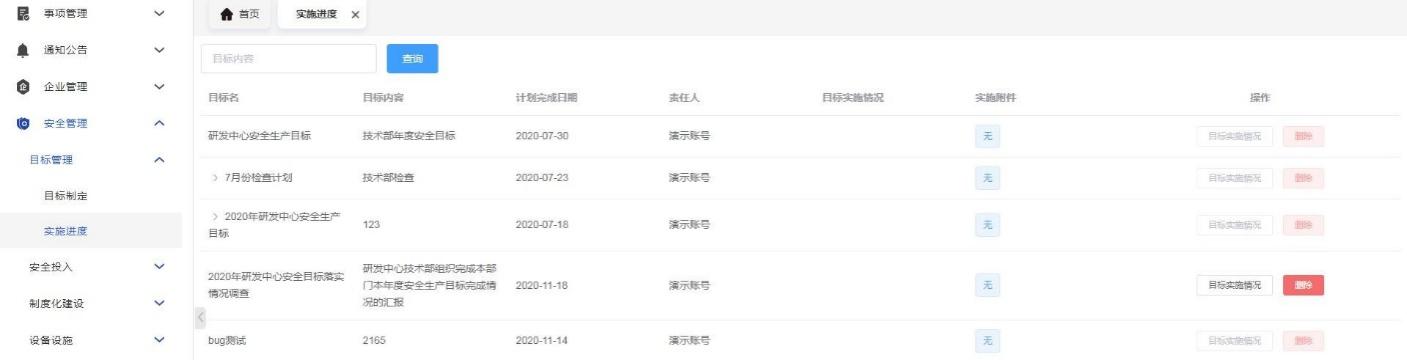 事项管理
通知公告
企业管理
安全管理
目标管理
目标制定
实施进度
安全投入
制度化建设
设备设施
首页
实施进度
目标内容
查询
目标名 目标内容 计划完成日期 责任人 目标实施情况 实施附件 操作
研发中心安全生产目标 技术部年度安全目标 2020-07-30 演示账号 无 目标实施情况 删除
7月份检查计划 技术部检查 2020-07-23 演示账号 无 目标实施情况 删除
2020年研发中心安全生产
目标 123 2020-07-18 演示账号 无 目标实施情况 删除
2020年研发中心安全目标落实
情况调查
研发中心技术部组织完成本部
门本年度安全生产目标完成情
况的汇报
2020-11-18 演示账号 无 目标实施情况 删除
bug测试 2165 2020-11-14 演示账号 无 目标实施情况 删除